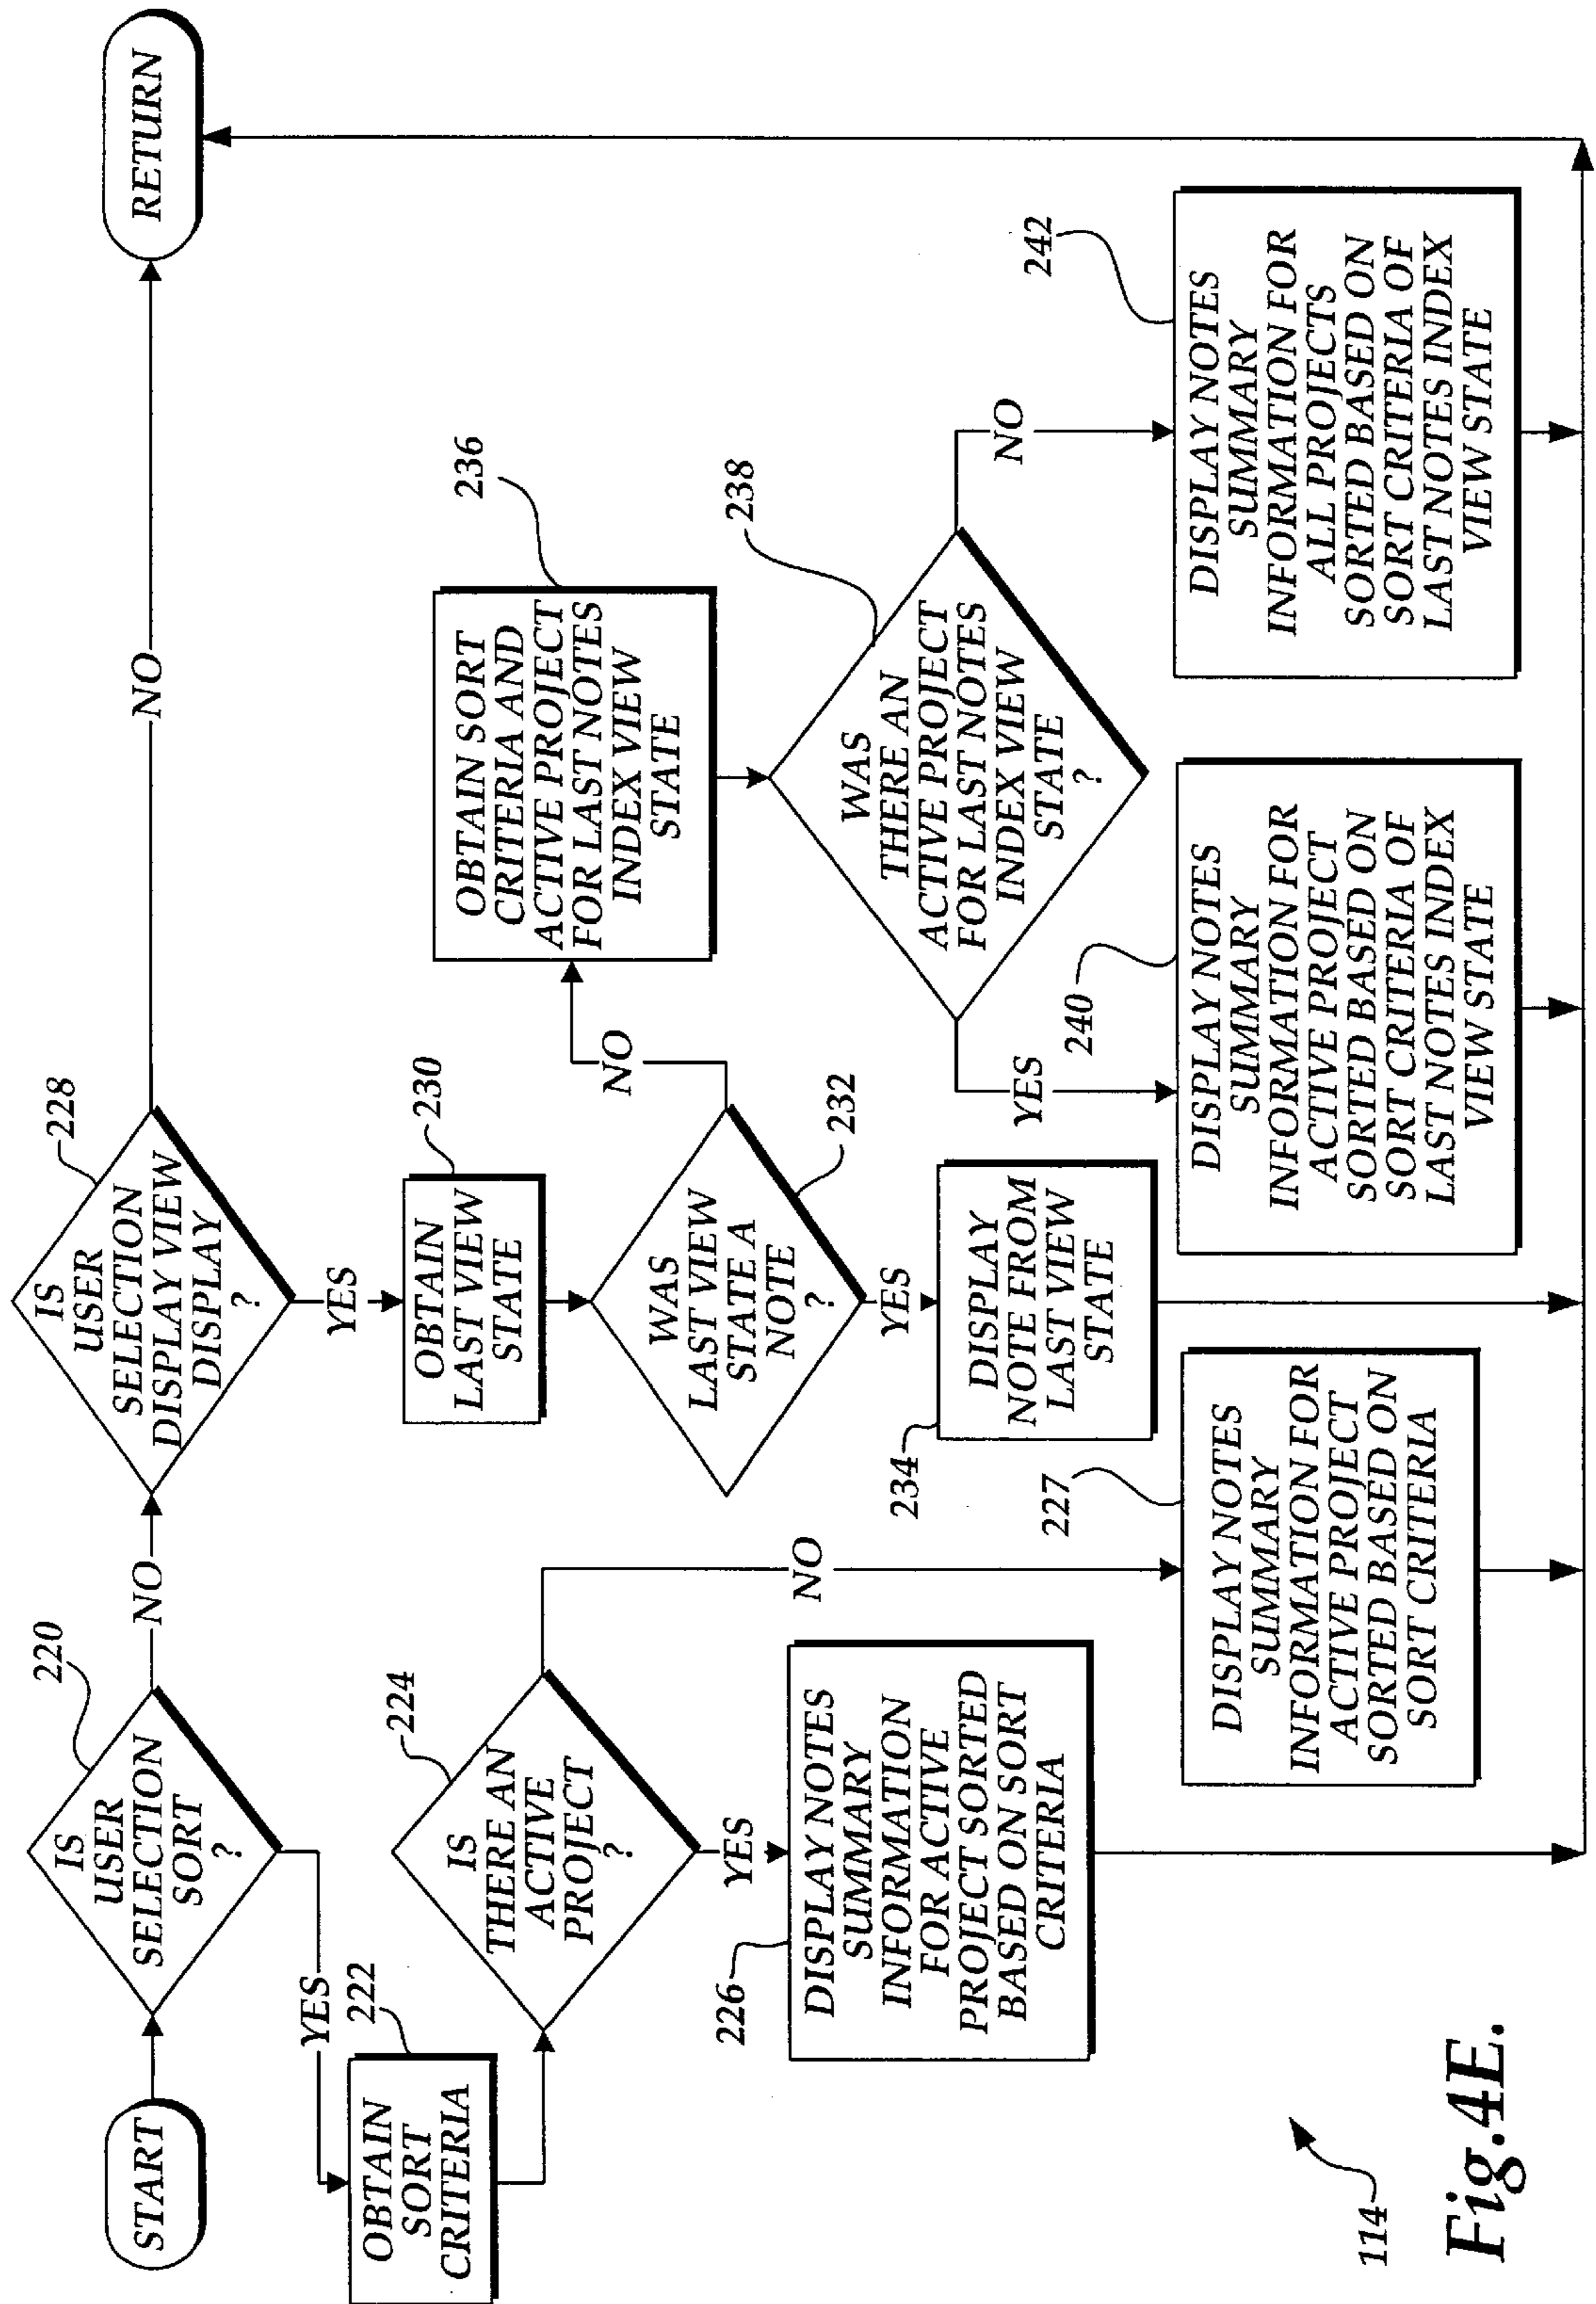 START
IS
USER
SELECTION
SORT
?
220
NO
IS
USER
SELECTION
DISPLAY VIEW
DISPLAY
?
228
NO
RETURN
YES
222
OBTAIN
SORT
CRITERIA
IS
THERE AN
ACTIVE
PROJECT
?
224
YES
NO
226
DISPLAY NOTES
SUMMARY
INFORMATION
FOR ACTIVE
PROJECT SORTED
BASED ON SORT
CRITERIA
227
DISPLAY NOTES
SUMMARY
INFORMATION FOR
ACTIVE PROJECT
SORTED BASED ON
SORT CRITERIA
YES
230
OBTAIN
LAST VIEW
STATE
WAS
LAST VIEW
STATE A
NOTE
?
232
YES
NO
234
DISPLAY
NOTE FROM
LAST VIEW
STATE
236
OBTAIN SORT
CRITERIA AND
ACTIVE PROJECT
FOR LAST NOTES
INDEX VIEW
STATE
238
WAS
THERE AN
ACTIVE PROJECT
FOR LAST NOTES
INDEX VIEW
STATE
?
YES
NO
240
DISPLAY NOTES
SUMMARY
INFORMATION FOR
ACTIVE PROJECT
SORTED BASED ON
SORT CRITERIA OF
LAST NOTES INDEX
VIEW STATE
242
DISPLAY NOTES
SUMMARY
INFORMATION FOR
ALL PROJECTS
SORTED BASED ON
SORT CRITERIA OF
LAST NOTES INDEX
VIEW STATE
114
Fig.4E.